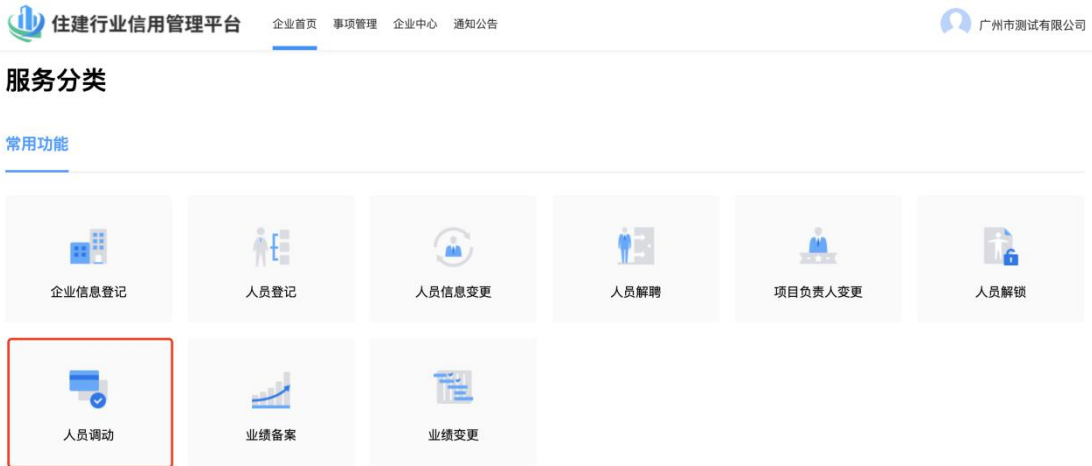 住建行业信用管理平台 企业首页 事项管理 企业中心 通知公告 广州市测试有限公司
服务分类
常用功能
企业信息登记 人员登记 人员信息变更 人员解聘 项目负责人变更 人员解锁
人员调动 业绩备案 业绩变更